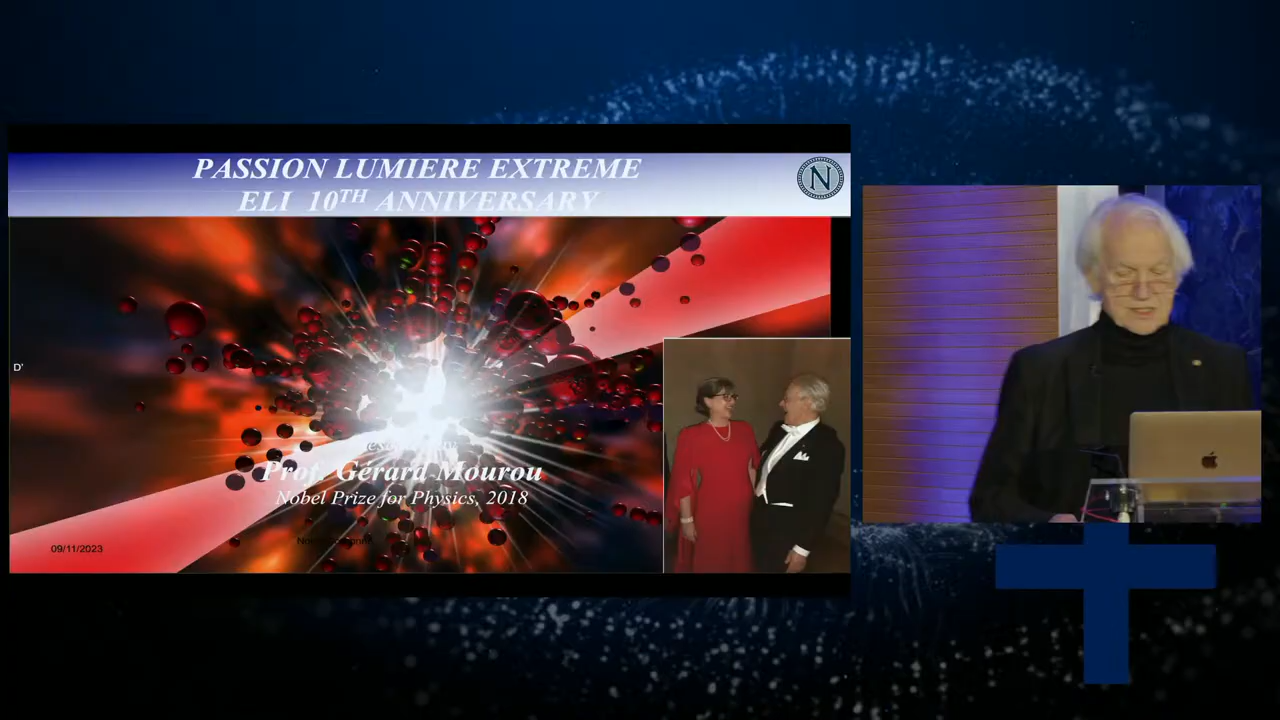 PASSION LUMIERE EXTREME
ELI 10TH ANNIVERSARY
N
D'
Prof. Gérard Mourou
Nobel Prize for Physics, 2018
09/11/2023